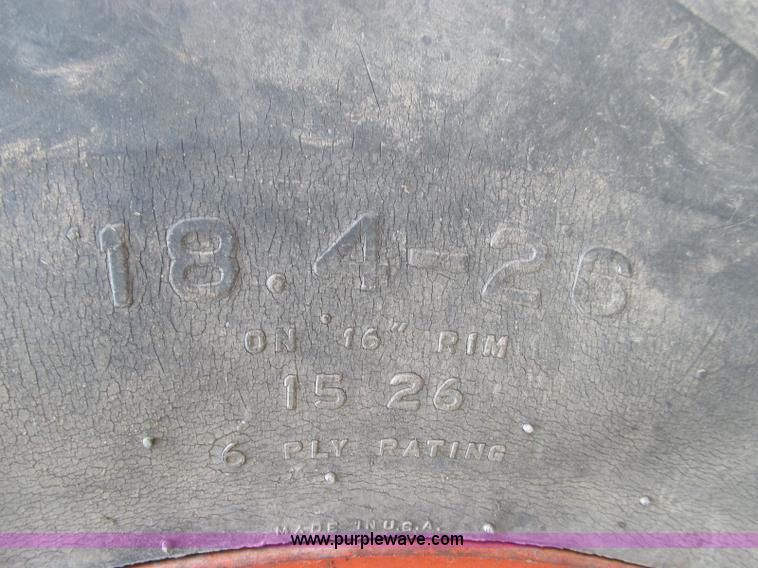 18.4-26
ON 16" RIM
15 26
6 PLY RATING
MADE IN U.S.A.
www.purplewave.com